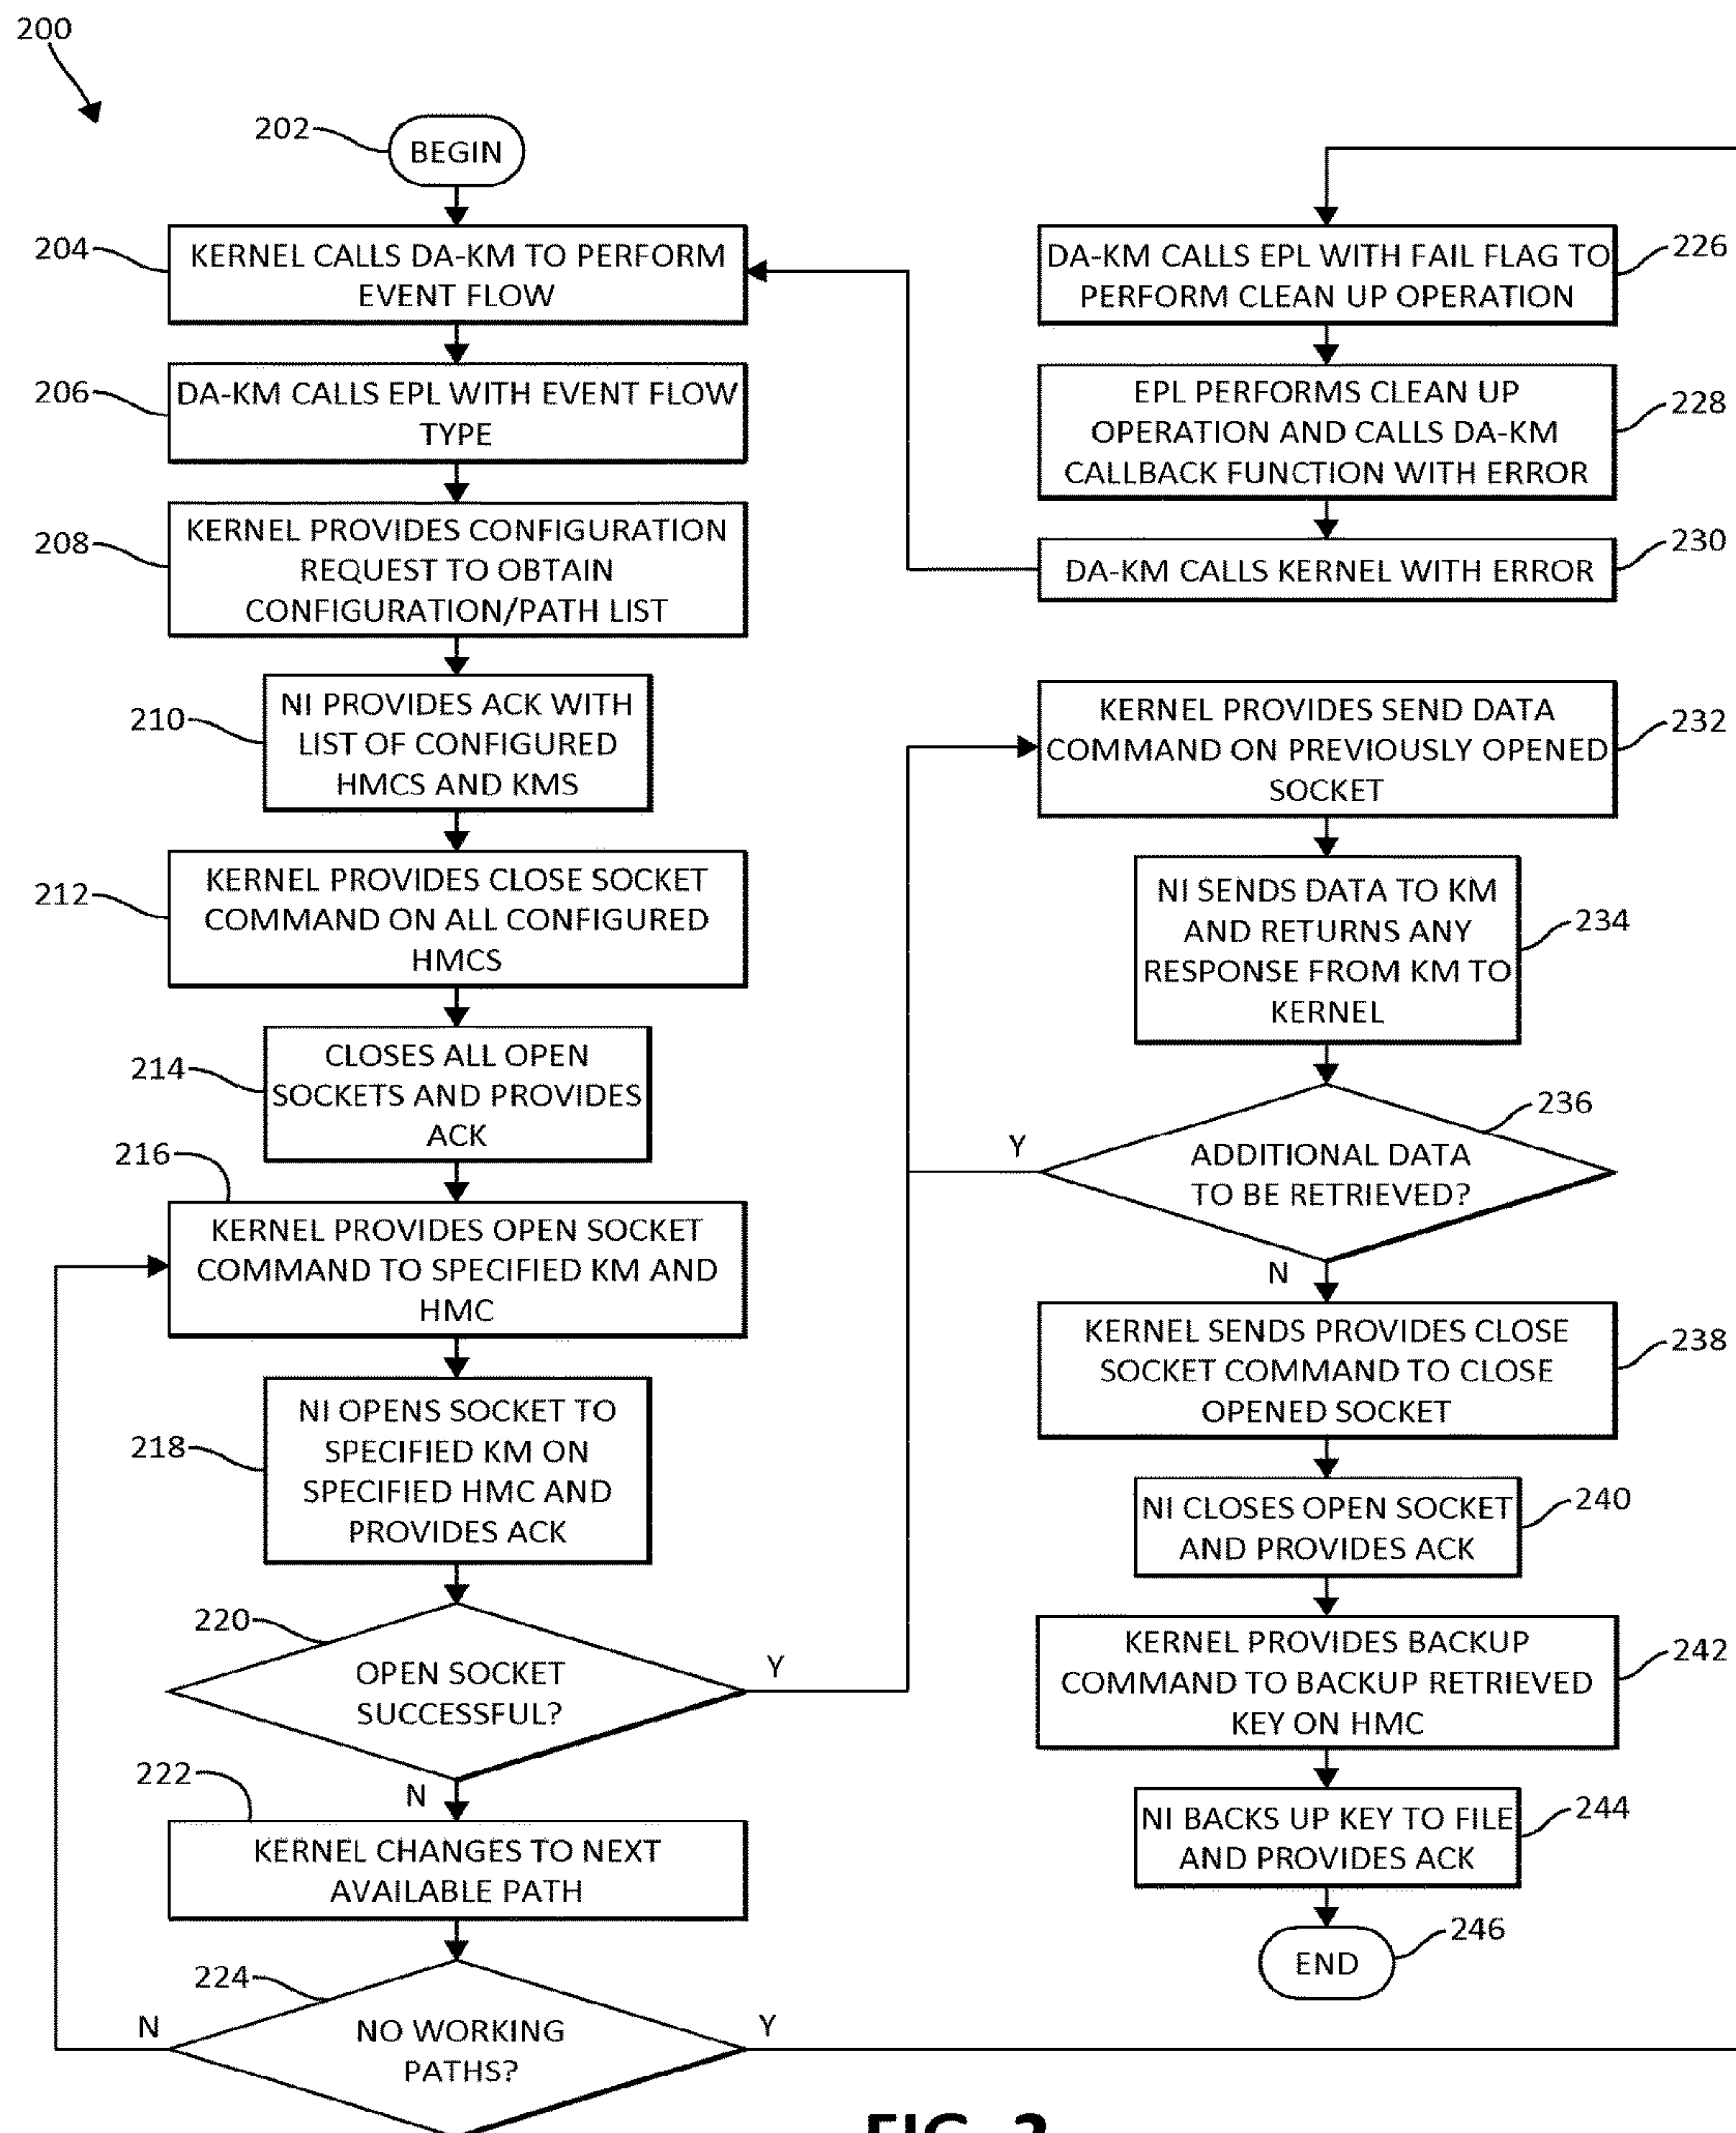 200
202
BEGIN
204
KERNEL CALLS DA-KM TO PERFORM
EVENT FLOW
206
DA-KM CALLS EPL WITH EVENT FLOW
TYPE
208
KERNEL PROVIDES CONFIGURATION
REQUEST TO OBTAIN
CONFIGURATION/PATH LIST
210
NI PROVIDES ACK WITH
LIST OF CONFIGURED
HMCS AND KMS
212
KERNEL PROVIDES CLOSE SOCKET
COMMAND ON ALL CONFIGURED
HMCS
214
CLOSES ALL OPEN
SOCKETS AND PROVIDES
ACK
216
KERNEL PROVIDES OPEN SOCKET
COMMAND TO SPECIFIED KM AND
HMC
218
NI OPENS SOCKET TO
SPECIFIED KM ON
SPECIFIED HMC AND
PROVIDES ACK
220
OPEN SOCKET
SUCCESSFUL?
Y
N
222
KERNEL CHANGES TO NEXT
AVAILABLE PATH
224
NO WORKING
PATHS?
N
Y
226
DA-KM CALLS EPL WITH FAIL FLAG TO
PERFORM CLEAN UP OPERATION
228
EPL PERFORMS CLEAN UP
OPERATION AND CALLS DA-KM
CALLBACK FUNCTION WITH ERROR
230
DA-KM CALLS KERNEL WITH ERROR
232
KERNEL PROVIDES SEND DATA
COMMAND ON PREVIOUSLY OPENED
SOCKET
234
NI SENDS DATA TO KM
AND RETURNS ANY
RESPONSE FROM KM TO
KERNEL
236
ADDITIONAL DATA
TO BE RETRIEVED?
Y
N
238
KERNEL SENDS PROVIDES CLOSE
SOCKET COMMAND TO CLOSE
OPENED SOCKET
240
NI CLOSES OPEN SOCKET
AND PROVIDES ACK
242
KERNEL PROVIDES BACKUP
COMMAND TO BACKUP RETRIEVED
KEY ON HMC
244
NI BACKS UP KEY TO FILE
AND PROVIDES ACK
246
END